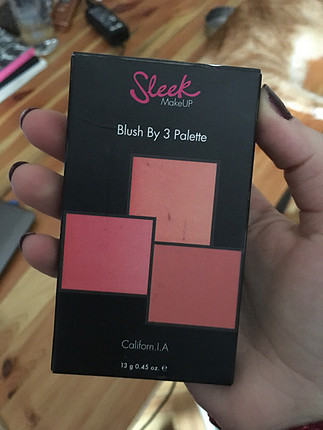 Sleek
MakeUP
Blush By 3 Palette
Californ.I.A
13 g 0.45 oz. ℮